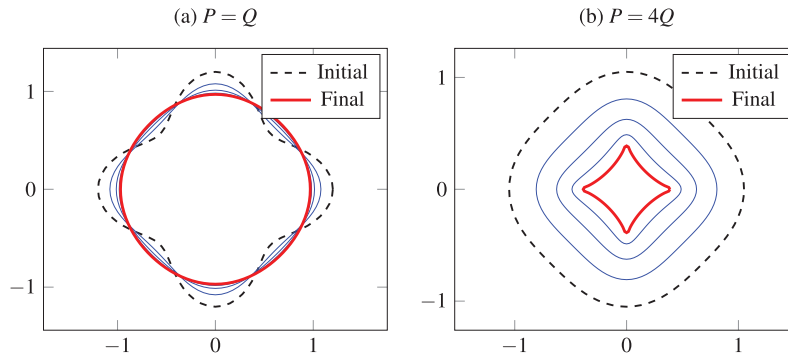 (a) P = Q
Initial
Final
1
0
−1
−1
0
1
(b) P = 4Q
Initial
Final
1
0
−1
−1
0
1